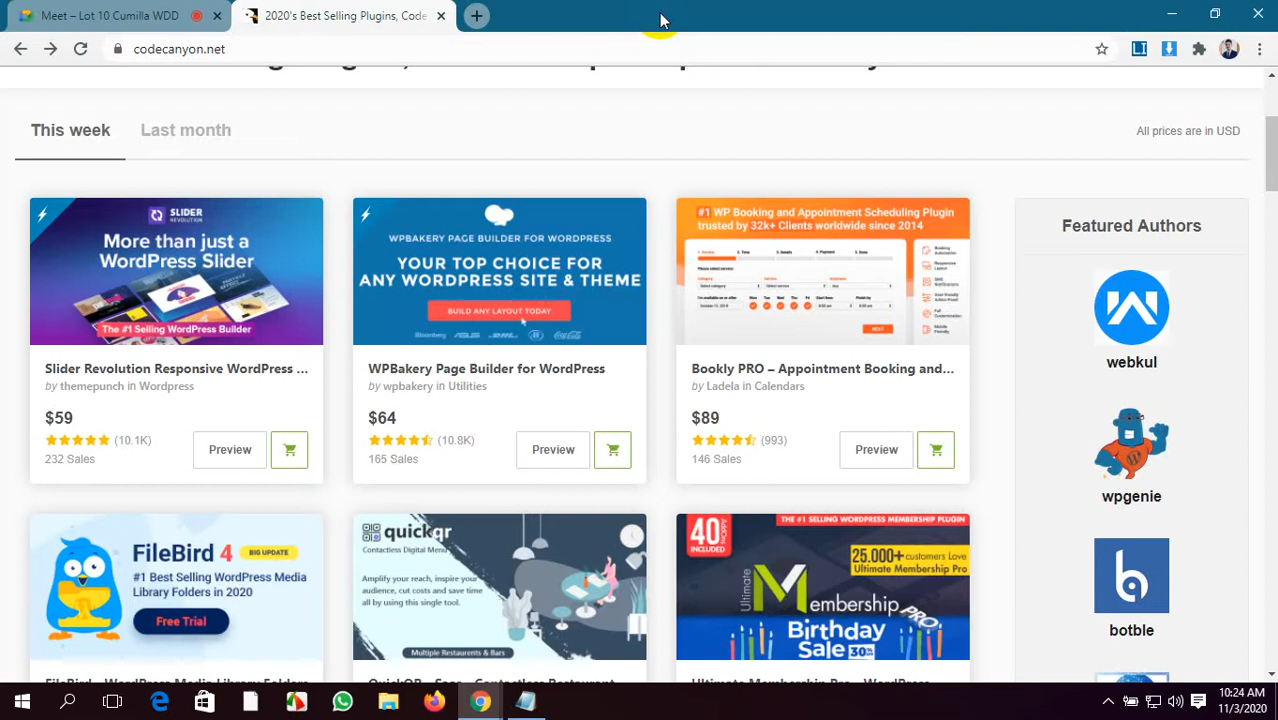 Meet – Lot 10 Cumilla WDD
2020's Best Selling Plugins, Code
codecanyon.net
This week
Last month
All prices are in USD
SLIDER
REVOLUTION
More than just a
WordPress Slider
The #1 Selling WordPress Builder
Slider Revolution Responsive WordPress ...
by themepunch in Wordpress
$59
(10.1K)
232 Sales
Preview
WPBAKERY PAGE BUILDER FOR WORDPRESS
YOUR TOP CHOICE FOR
ANY WORDPRESS SITE & THEME
BUILD ANY LAYOUT TODAY
Bloomberg ASUS Coca-Cola
WPBakery Page Builder for WordPress
by wpbakery in Utilities
$64
(10.8K)
165 Sales
Preview
#1 WP Booking and Appointment Scheduling Plugin
trusted by 32k+ Clients worldwide since 2014
NEXT
Bookly PRO – Appointment Booking and...
by Ladela in Calendars
$89
(993)
146 Sales
Preview
Featured Authors
webkul
wpgenie
botble
FileBird 4 BIG UPDATE
#1 Best Selling WordPress Media
Library Folders in 2020
Free Trial
quickqr
Contactless Digital Menu
Amplify your reach, inspire your
audience, cut costs and save time
all by using this single tool.
Multiple Restaurants & Bars
THE #1 SELLING WORDPRESS MEMBERSHIP PLUGIN
40
INCLUDED
25.000+ customers Love
Ultimate Membership Pro
Ultimate Membership PRO
Birthday
Sale 30%
10:24 AM
11/3/2020